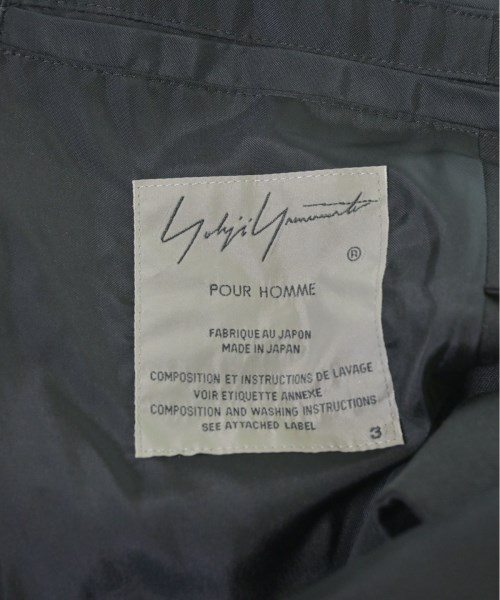 Yohji Yamamoto
®
POUR HOMME
FABRIQUE AU JAPON
MADE IN JAPAN
COMPOSITION ET INSTRUCTIONS DE LAVAGE
VOIR ETIQUETTE ANNEXE
COMPOSITION AND WASHING INSTRUCTIONS
SEE ATTACHED LABEL
3